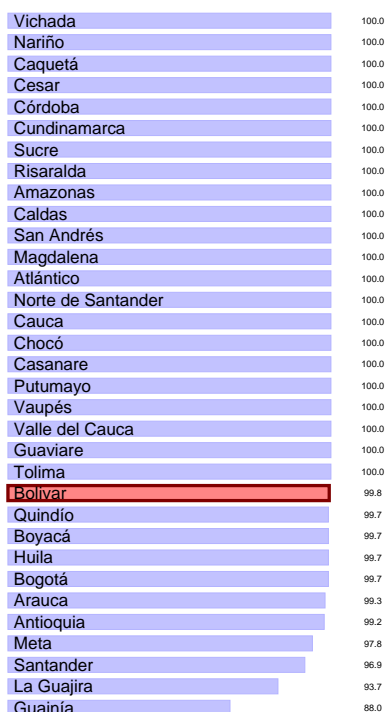 Vichada 100.0
Nariño 100.0
Caquetá 100.0
Cesar 100.0
Córdoba 100.0
Cundinamarca 100.0
Sucre 100.0
Risaralda 100.0
Amazonas 100.0
Caldas 100.0
San Andrés 100.0
Magdalena 100.0
Atlántico 100.0
Norte de Santander 100.0
Cauca 100.0
Chocó 100.0
Casanare 100.0
Putumayo 100.0
Vaupés 100.0
Valle del Cauca 100.0
Guaviare 100.0
Tolima 100.0
Bolivar 99.8
Quindío 99.7
Boyacá 99.7
Huila 99.7
Bogotá 99.7
Arauca 99.3
Antioquia 99.2
Meta 97.8
Santander 96.9
La Guajira 93.7
Guainía 88.0